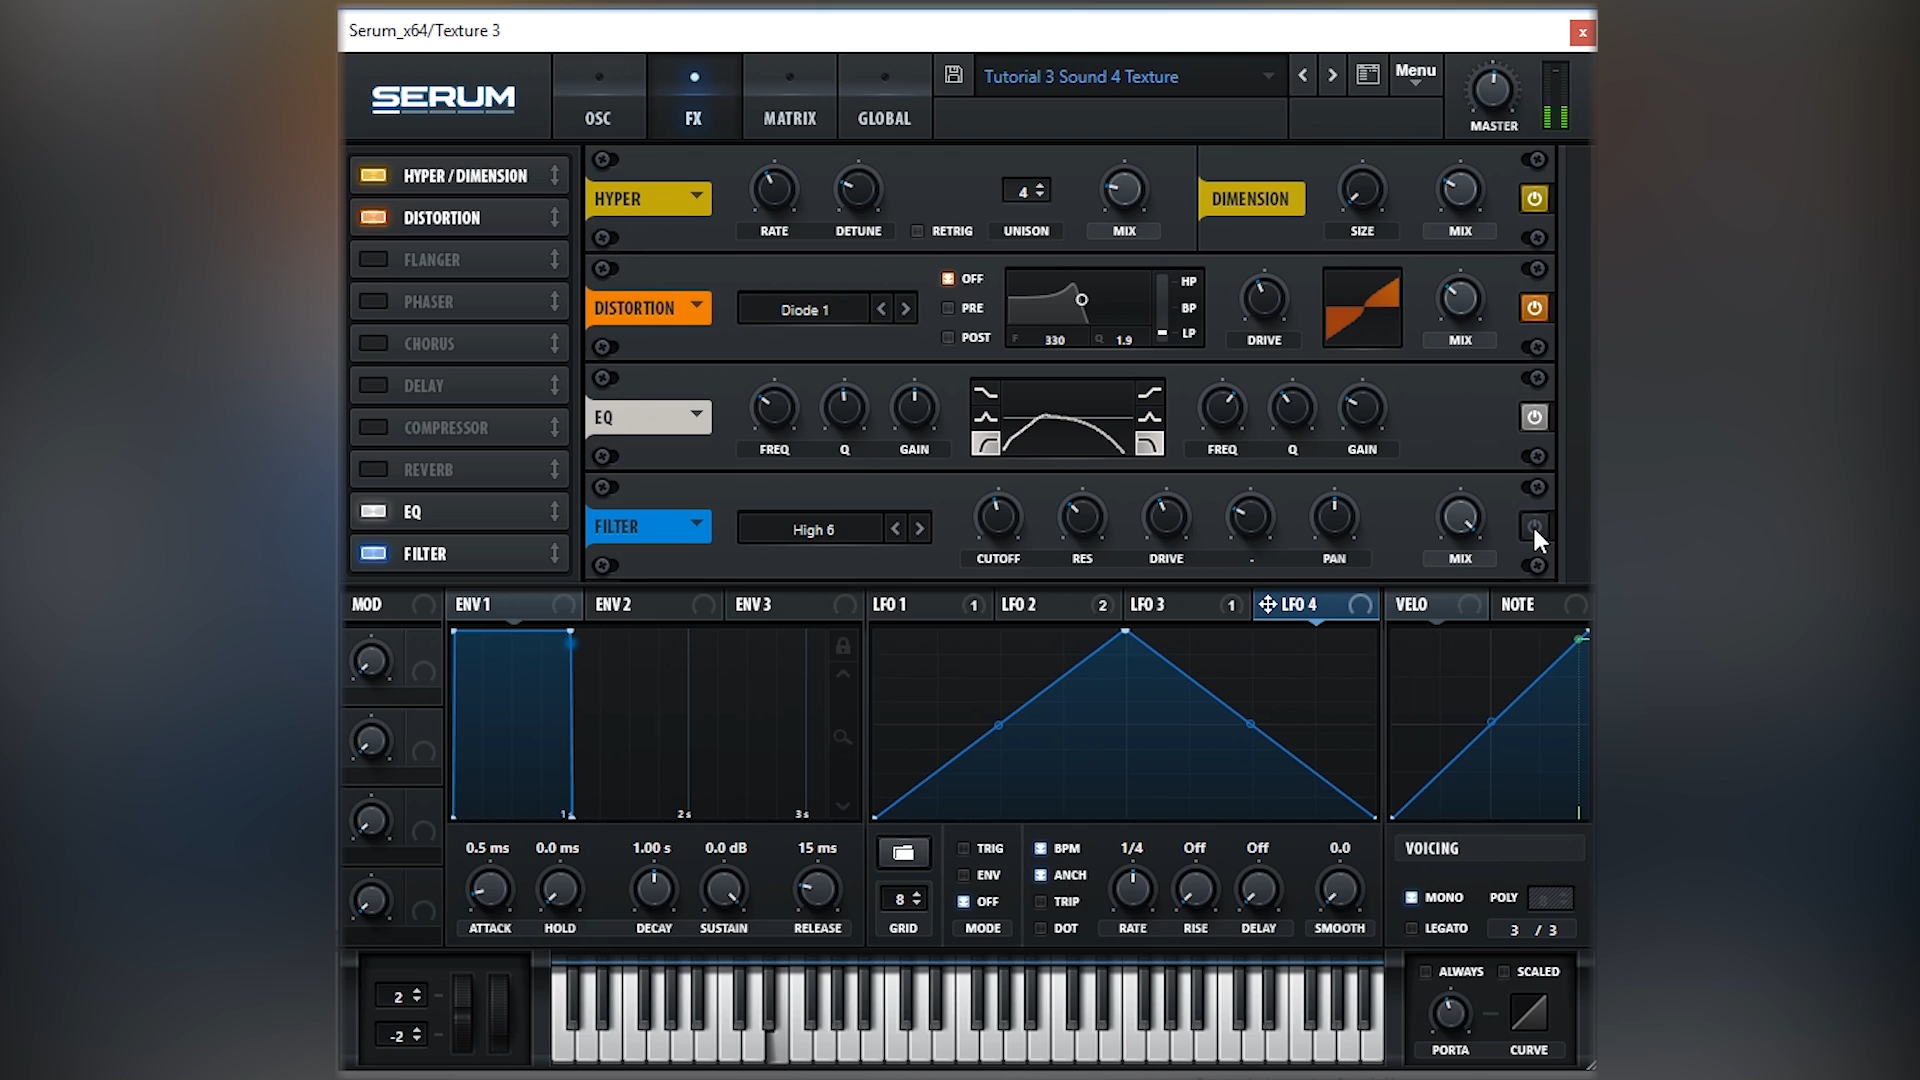 Serum_x64/Texture 3
x
SERUM
OSC
FX
MATRIX
GLOBAL
Tutorial 3 Sound 4 Texture
Menu
MASTER
HYPER / DIMENSION
DISTORTION
FLANGER
PHASER
CHORUS
DELAY
COMPRESSOR
REVERB
EQ
FILTER
HYPER
RATE
DETUNE
RETRIG
4
UNISON
MIX
DIMENSION
SIZE
MIX
DISTORTION
Diode 1
OFF
PRE
POST
F 330 Q 1.9
HP
BP
LP
DRIVE
MIX
EQ
FREQ
Q
GAIN
FREQ
Q
GAIN
FILTER
High 6
CUTOFF
RES
DRIVE
-
PAN
MIX
MOD
ENV 1
ENV 2
ENV 3
LFO 1 1
LFO 2 2
LFO 3 1
LFO 4
VELO
NOTE
1s
2s
3s
0.5 ms
0.0 ms
1.00 s
0.0 dB
15 ms
ATTACK
HOLD
DECAY
SUSTAIN
RELEASE
8
GRID
TRIG
ENV
OFF
MODE
BPM
ANCH
TRIP
DOT
1/4
Off
Off
0.0
RATE
RISE
DELAY
SMOOTH
VOICING
MONO
POLY
LEGATO
3 / 3
2
-2
ALWAYS
SCALED
PORTA
CURVE